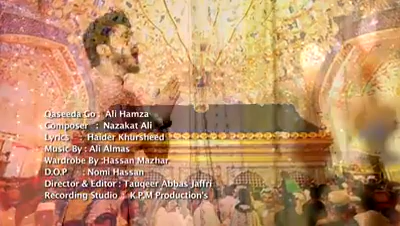 Qaseeda Go : Ali Hamza
Composer : Nazakat Ali
Lyrics : Haider Khursheed
Music By : Ali Almas
Wardrobe By :Hassan Mazhar
D.O.P : Nomi Hassan
Director & Editor : Tauqeer Abbas Jaffri
Recording Studio : K.P.M Production's